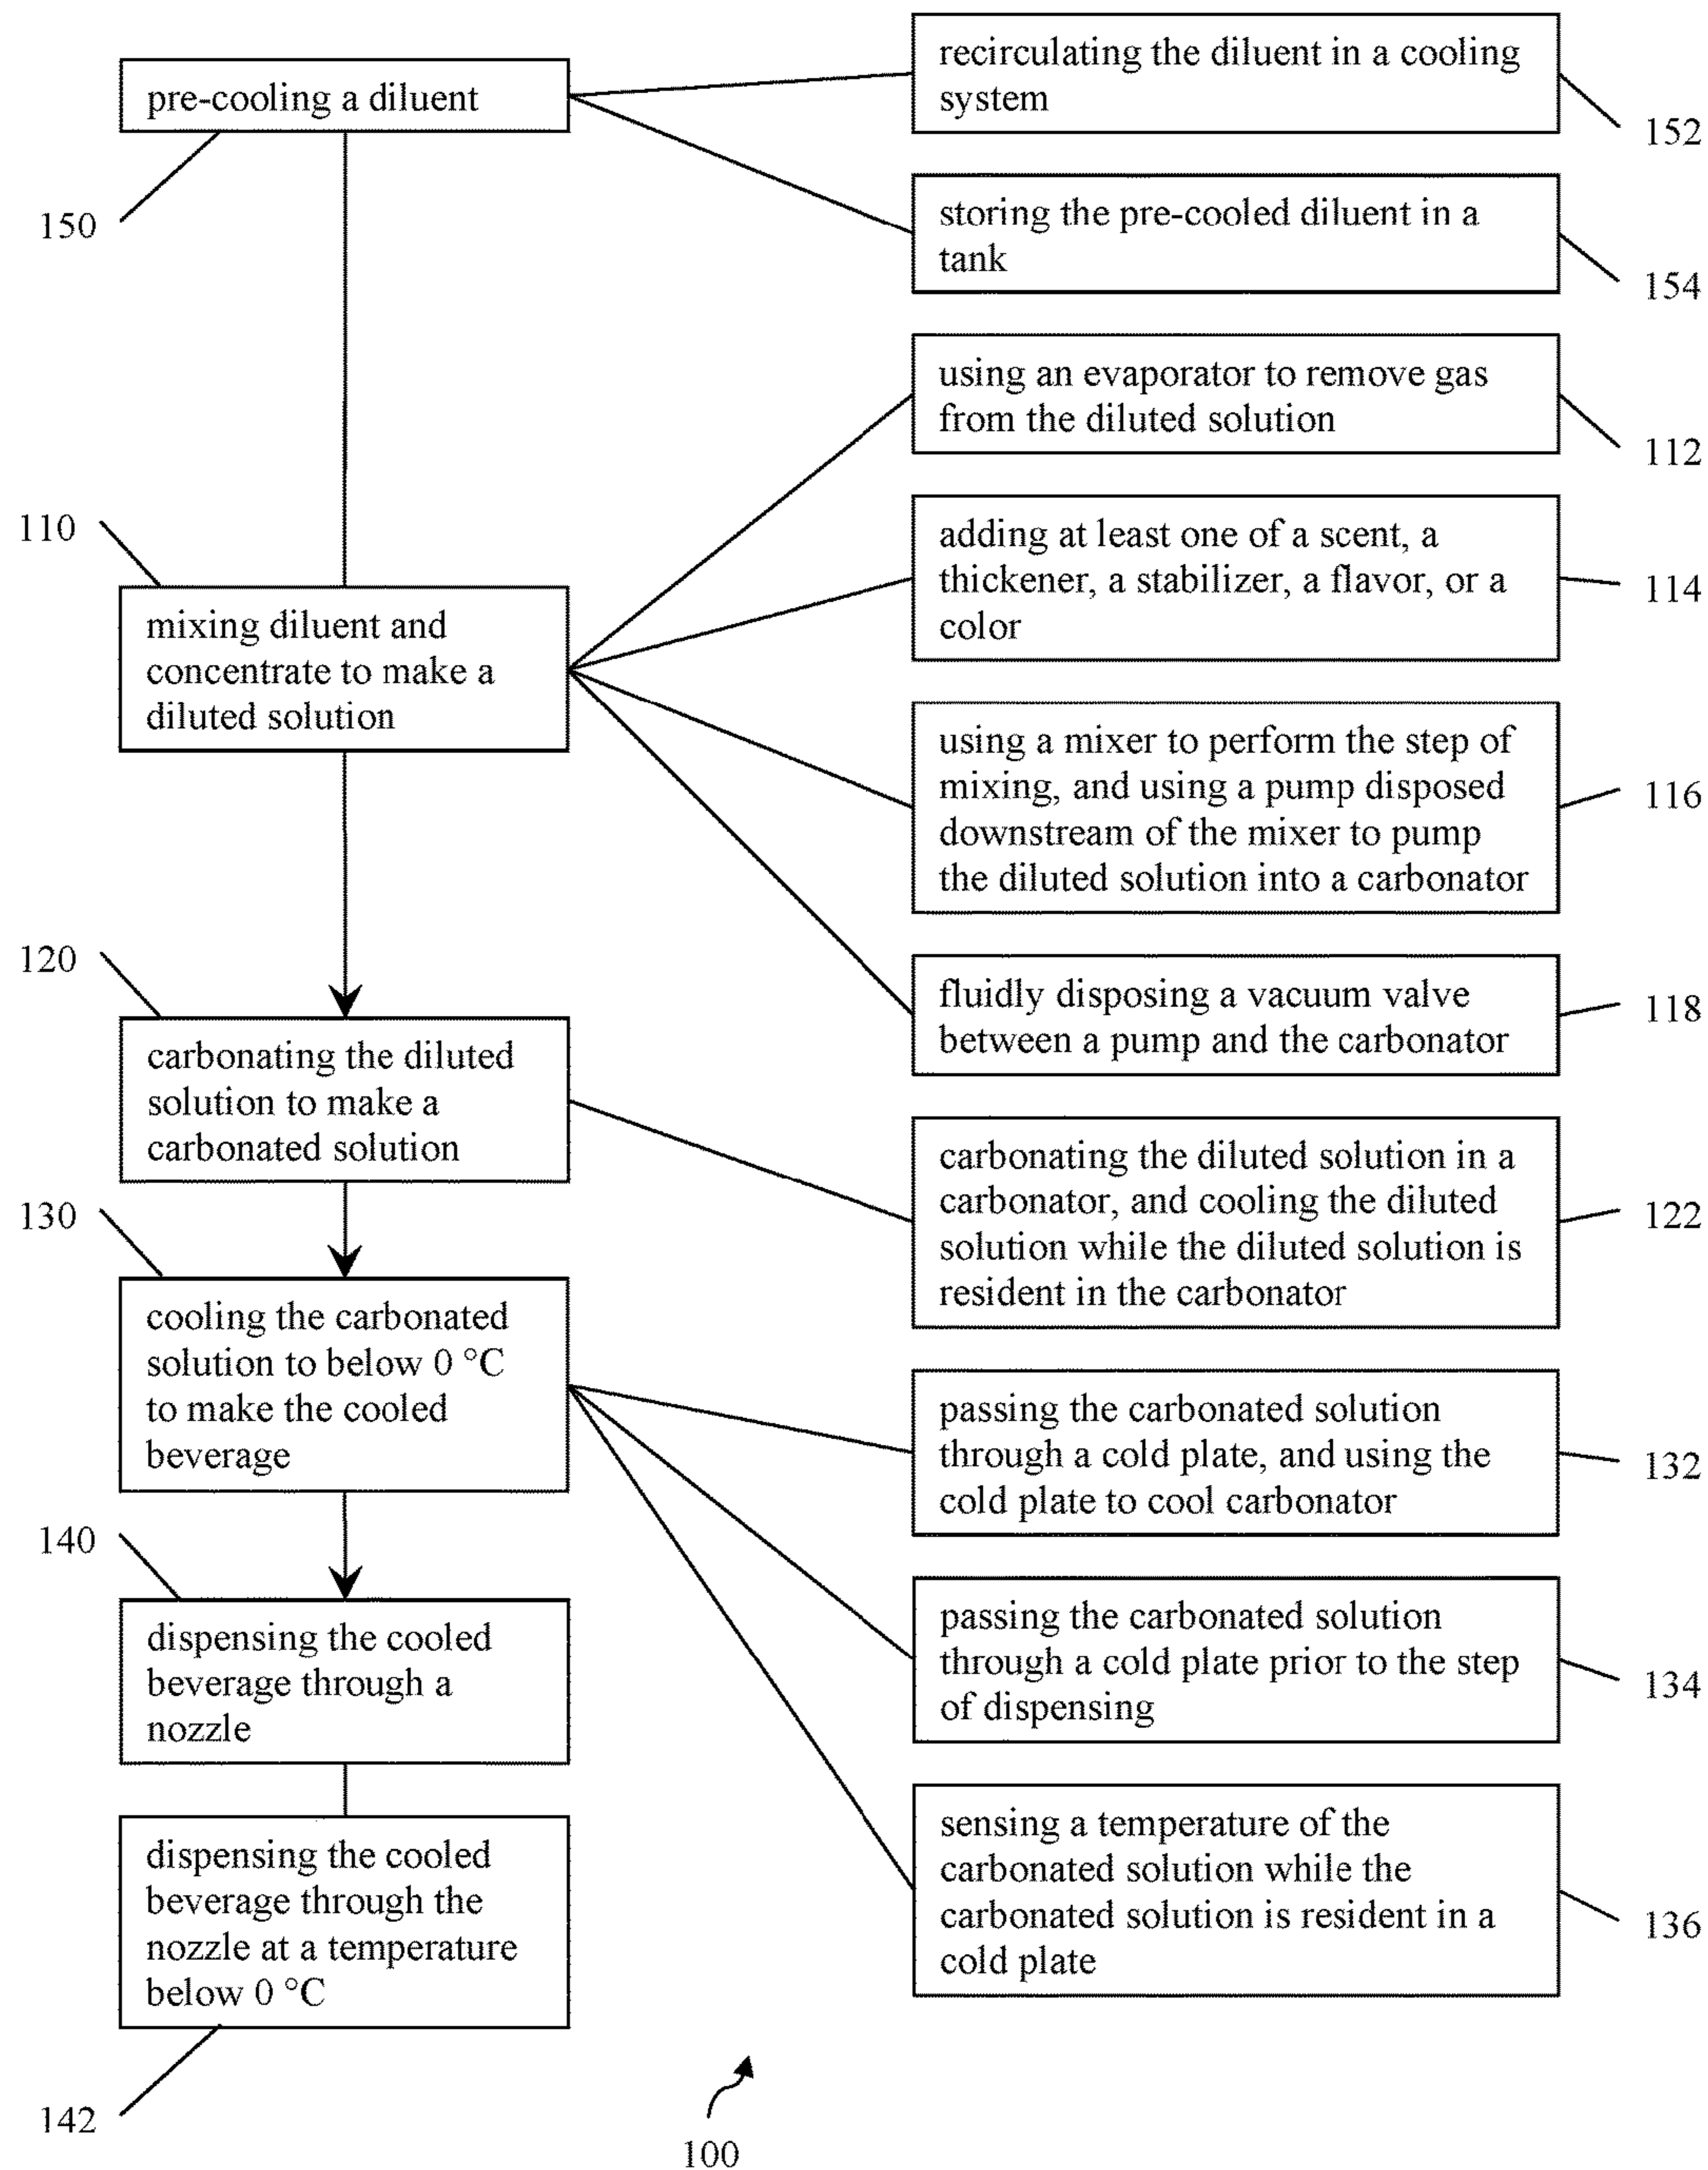 pre-cooling a diluent
150
recirculating the diluent in a cooling
system
152
storing the pre-cooled diluent in a
tank
154
110
mixing diluent and
concentrate to make a
diluted solution
using an evaporator to remove gas
from the diluted solution
112
adding at least one of a scent, a
thickener, a stabilizer, a flavor, or a
color
114
using a mixer to perform the step of
mixing, and using a pump disposed
downstream of the mixer to pump
the diluted solution into a carbonator
116
fluidly disposing a vacuum valve
between a pump and the carbonator
118
120
carbonating the diluted
solution to make a
carbonated solution
carbonating the diluted solution in a
carbonator, and cooling the diluted
solution while the diluted solution is
resident in the carbonator
122
130
cooling the carbonated
solution to below 0 °C
to make the cooled
beverage
passing the carbonated solution
through a cold plate, and using the
cold plate to cool carbonator
132
passing the carbonated solution
through a cold plate prior to the step
of dispensing
134
sensing a temperature of the
carbonated solution while the
carbonated solution is resident in a
cold plate
136
140
dispensing the cooled
beverage through a
nozzle
dispensing the cooled
beverage through the
nozzle at a temperature
below 0 °C
142
100